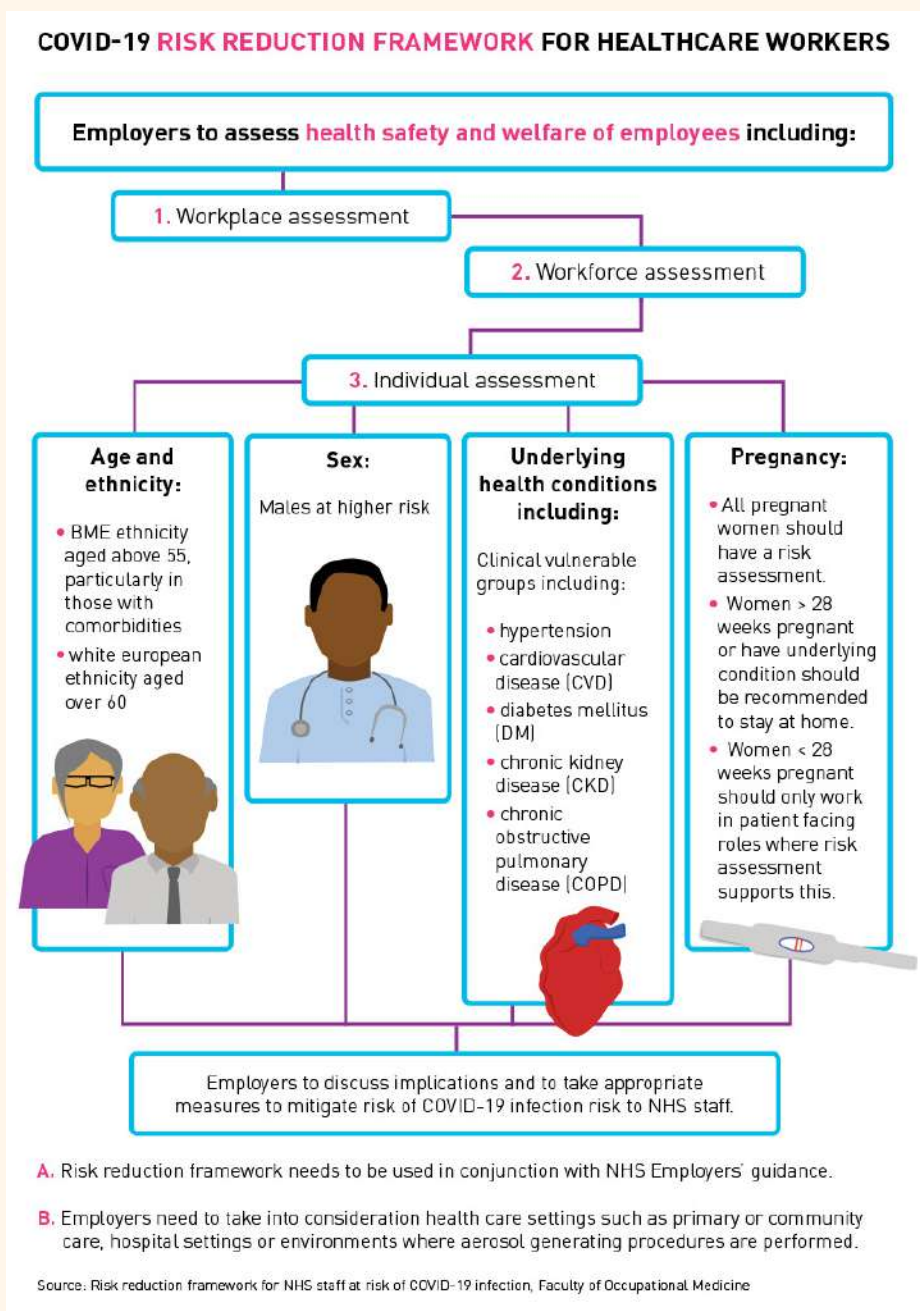 COVID-19 RISK REDUCTION FRAMEWORK FOR HEALTHCARE WORKERS
Employers to assess health safety and welfare of employees including:
1. Workplace assessment
2. Workforce assessment
3. Individual assessment
Age and
ethnicity:
• BME ethnicity
aged above 55,
particularly in
those with
comorbidities
• white european
ethnicity aged
over 60
Sex:
Males at higher risk
Underlying
health conditions
including:
Clinical vulnerable
groups including:
• hypertension
• cardiovascular
disease (CVD)
• diabetes mellitus
(DM)
• chronic kidney
disease (CKD)
• chronic
obstructive
pulmonary
disease (COPD)
Pregnancy:
• All pregnant
women should
have a risk
assessment.
• Women > 28
weeks pregnant
or have underlying
condition should
be recommended
to stay at home.
• Women < 28
weeks pregnant
should only work
in patient facing
roles where risk
assessment
supports this.
Employers to discuss implications and to take appropriate
measures to mitigate risk of COVID-19 infection risk to NHS staff.
A. Risk reduction framework needs to be used in conjunction with NHS Employers' guidance.
B. Employers need to take into consideration health care settings such as primary or community
care, hospital settings or environments where aerosol generating procedures are performed.
Source: Risk reduction framework for NHS staff at risk of COVID-19 infection, Faculty of Occupational Medicine